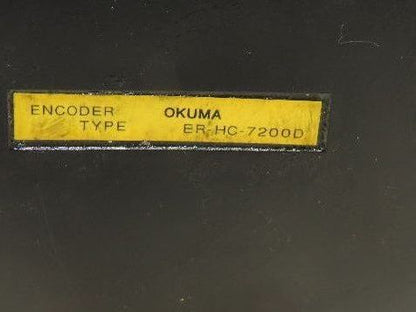 ENCODER OKUMA
TYPE ER-HC-7200D